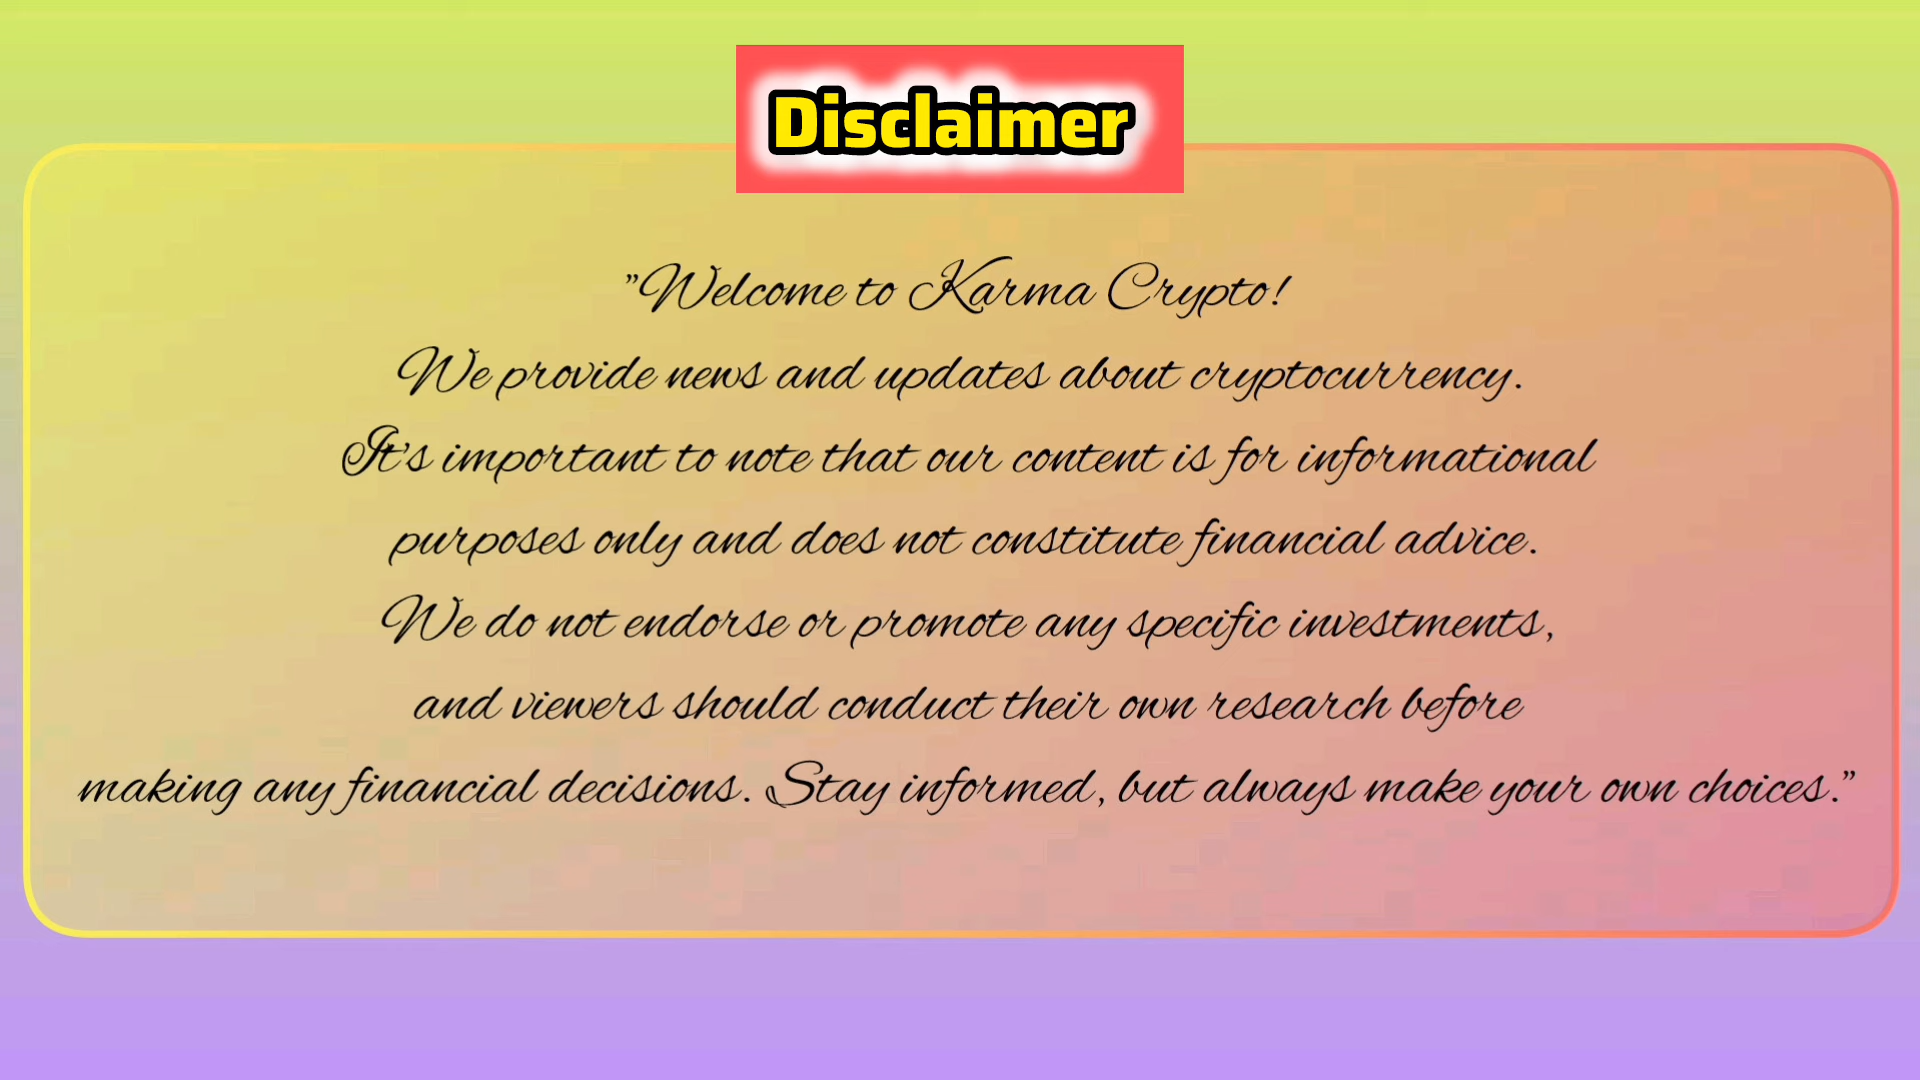 Disclaimer
"Welcome to Karma Crypto!
We provide news and updates about cryptocurrency.
It's important to note that our content is for informational
purposes only and does not constitute financial advice.
We do not endorse or promote any specific investments,
and viewers should conduct their own research before
making any financial decisions. Stay informed, but always make your own choices."